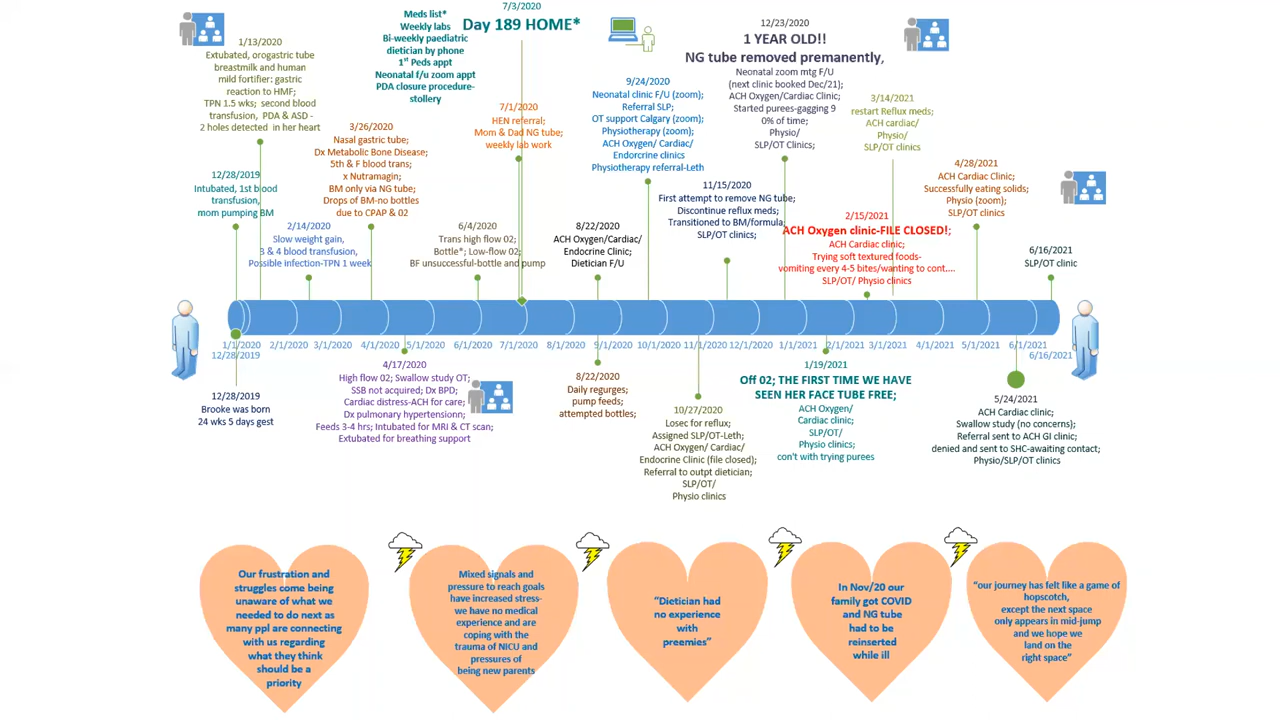 1/13/2020
Extubated, orogastric tube
breastmilk and human
mild fortifier: gastric
reaction to HMF;
TPN 1.5 wks; second blood
transfusion, PDA & ASD -
2 holes detected in her heart
12/28/2019
Intubated, 1st blood
transfusion,
mom pumping BM
2/14/2020
Slow weight gain,
3 & 4 blood transfusion,
Possible infection-TPN 1 week
3/26/2020
Nasal gastric tube;
Dx Metabolic Bone Disease;
5th & F blood trans;
x Nutramagin;
BM only via NG tube;
Drops of BM-no bottles
due to CPAP & 02
Meds list*
Weekly labs
Bi-weekly paediatric
dietician by phone
1st Peds appt
Neonatal f/u zoom appt
PDA closure procedure-
stollery
7/3/2020
Day 189 HOME*
7/1/2020
HEN referral;
Mom & Dad NG tube;
weekly lab work
6/4/2020
Trans high flow 02;
Bottle*; Low-flow 02;
BF unsuccessful-bottle and pump
8/22/2020
ACH Oxygen/Cardiac/
Endocrine Clinic;
Dietician F/U
9/24/2020
Neonatal clinic F/U (zoom);
Referral SLP;
OT support Calgary (zoom);
Physiotherapy (zoom);
ACH Oxygen/ Cardiac/
Endorcrine clinics
Physiotherapy referral-Leth
11/15/2020
First attempt to remove NG tube;
Discontinue reflux meds;
Transitioned to BM/formula;
SLP/OT clinics;
12/23/2020
1 YEAR OLD!!
NG tube removed premanently,
Neonatal zoom mtg F/U
(next clinic booked Dec/21);
ACH Oxygen/Cardiac Clinic;
Started purees-gagging 9
0% of time;
Physio/
SLP/OT Clinics;
3/14/2021
restart Reflux meds;
ACH cardiac/
Physio/
SLP/OT clinics
2/15/2021
ACH Oxygen clinic-FILE CLOSED!;
ACH Cardiac clinic;
Trying soft textured foods-
vomiting every 4-5 bites/wanting to cont....
SLP/OT/ Physio clinics
4/28/2021
ACH Cardiac Clinic;
Successfully eating solids;
Physio (zoom);
SLP/OT clinics
6/16/2021
SLP/OT clinic
1/1/2020 2/1/2020 3/1/2020 4/1/2020 5/1/2020 6/1/2020 7/1/2020 8/1/2020 9/1/2020 10/1/2020 11/1/2020 12/1/2020 1/1/2021 2/1/2021 3/1/2021 4/1/2021 5/1/2021 6/1/2021
12/28/2019 6/16/2021
12/28/2019
Brooke was born
24 wks 5 days gest
4/17/2020
High flow 02; Swallow study OT;
SSB not acquired; Dx BPD;
Cardiac distress-ACH for care;
Dx pulmonary hypertensionn;
Feeds 3-4 hrs; Intubated for MRI & CT scan;
Extubated for breathing support
8/22/2020
Daily regurges;
pump feeds;
attempted bottles;
10/27/2020
Losec for reflux;
Assigned SLP/OT-Leth;
ACH Oxygen/ Cardiac/
Endocrine Clinic (file closed);
Referral to outpt dietician;
SLP/OT/
Physio clinics
1/19/2021
Off 02; THE FIRST TIME WE HAVE
SEEN HER FACE TUBE FREE;
ACH Oxygen/
Cardiac clinic;
SLP/OT/
Physio clinics;
con't with trying purees
5/24/2021
ACH Cardiac clinic;
Swallow study (no concerns);
Referral sent to ACH GI clinic;
denied and sent to SHC-awaiting contact;
Physio/SLP/OT clinics
Our frustration and
struggles come being
unaware of what we
needed to do next as
many ppl are connecting
with us regarding
what they think
should be a
priority
Mixed signals and
pressure to reach goals
have increased stress-
we have no medical
experience and are
coping with the
trauma of NICU and
pressures of
being new parents
“Dietician had
no experience
with
preemies”
In Nov/20 our
family got COVID
and NG tube
had to be
reinserted
while ill
“our journey has felt like a game of
hopscotch,
except the next space
only appears in mid-jump
and we hope we
land on the
right space”